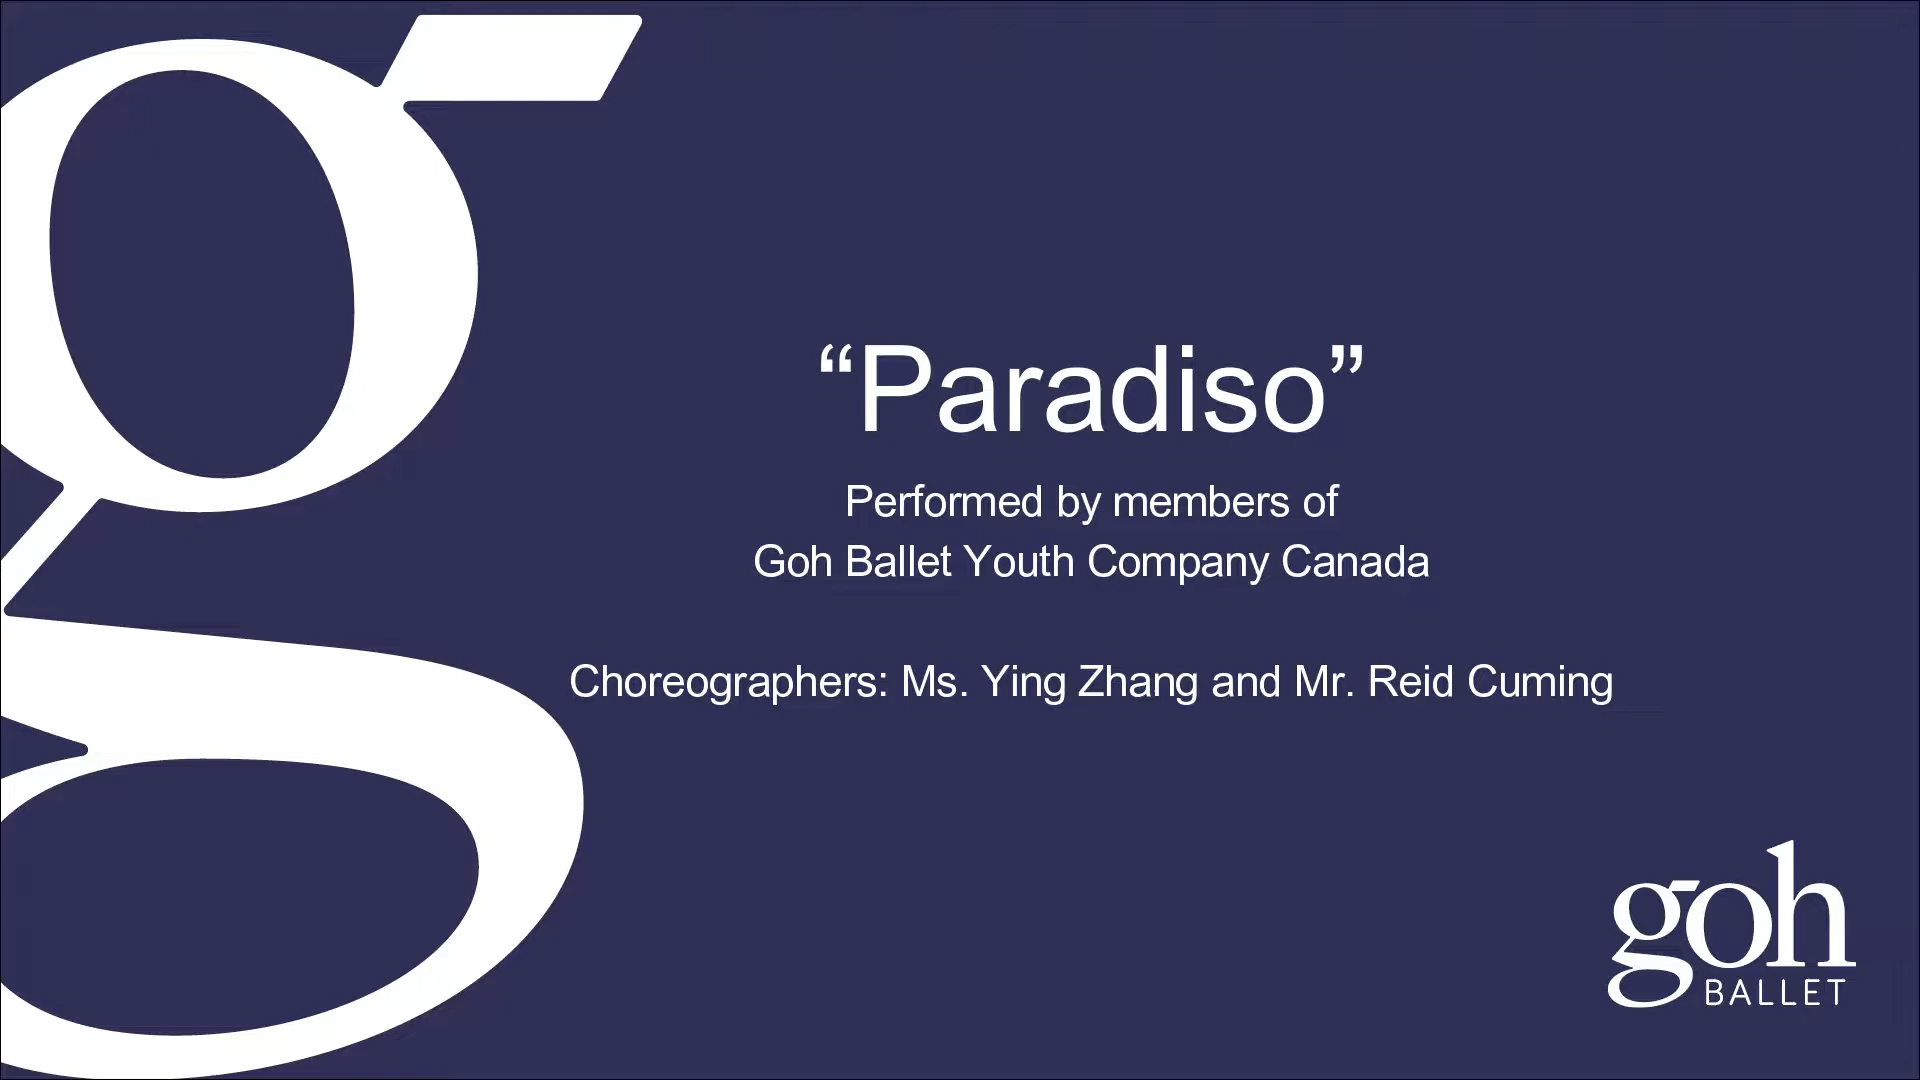 g
“Paradiso”
Performed by members of
Goh Ballet Youth Company Canada
Choreographers: Ms. Ying Zhang and Mr. Reid Cuming
goh
BALLET